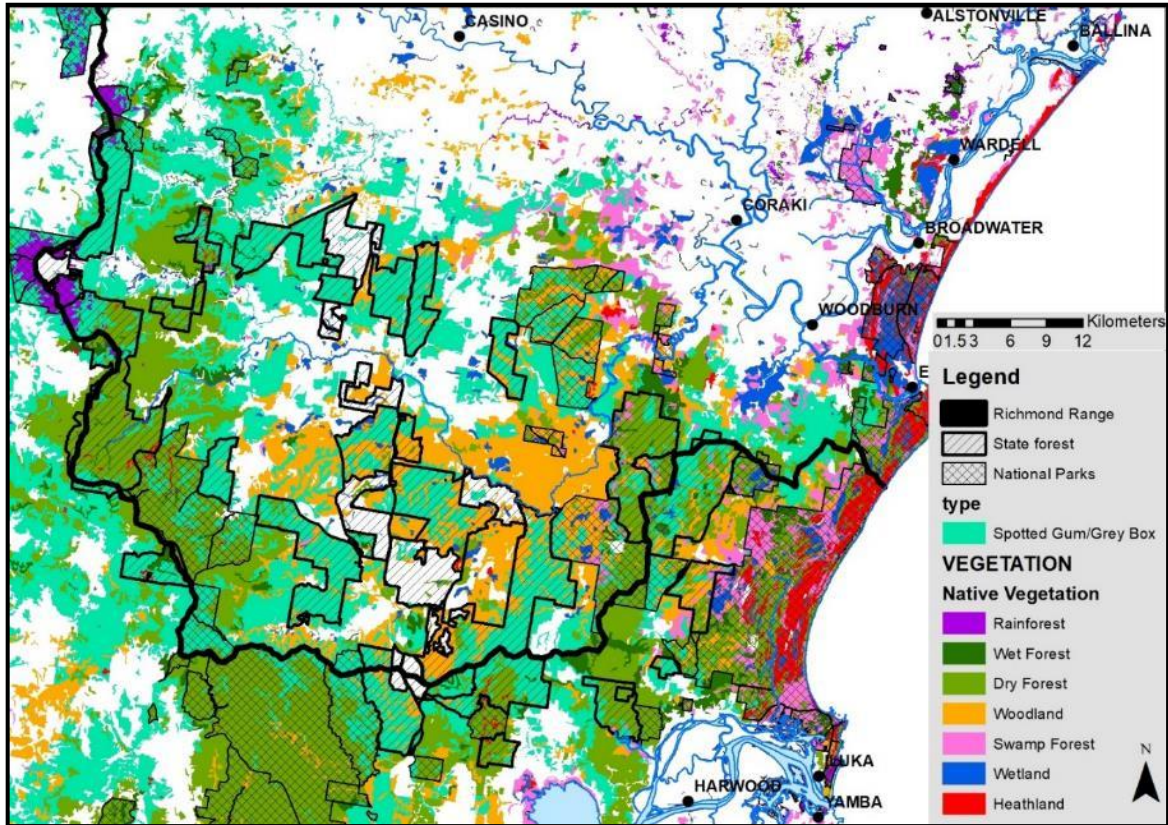 CASINO
ALSTONVILLE
BALLINA
WARDELL
CORAKI
BROADWATER
WOODBURN
Kilometers
0 1.5 3 6 9 12
E
Legend
Richmond Range
State forest
National Parks
type
Spotted Gum/Grey Box
VEGETATION
Native Vegetation
Rainforest
Wet Forest
Dry Forest
Woodland
Swamp Forest
Wetland
Heathland
N
ILUKA
HARWOOD
YAMBA